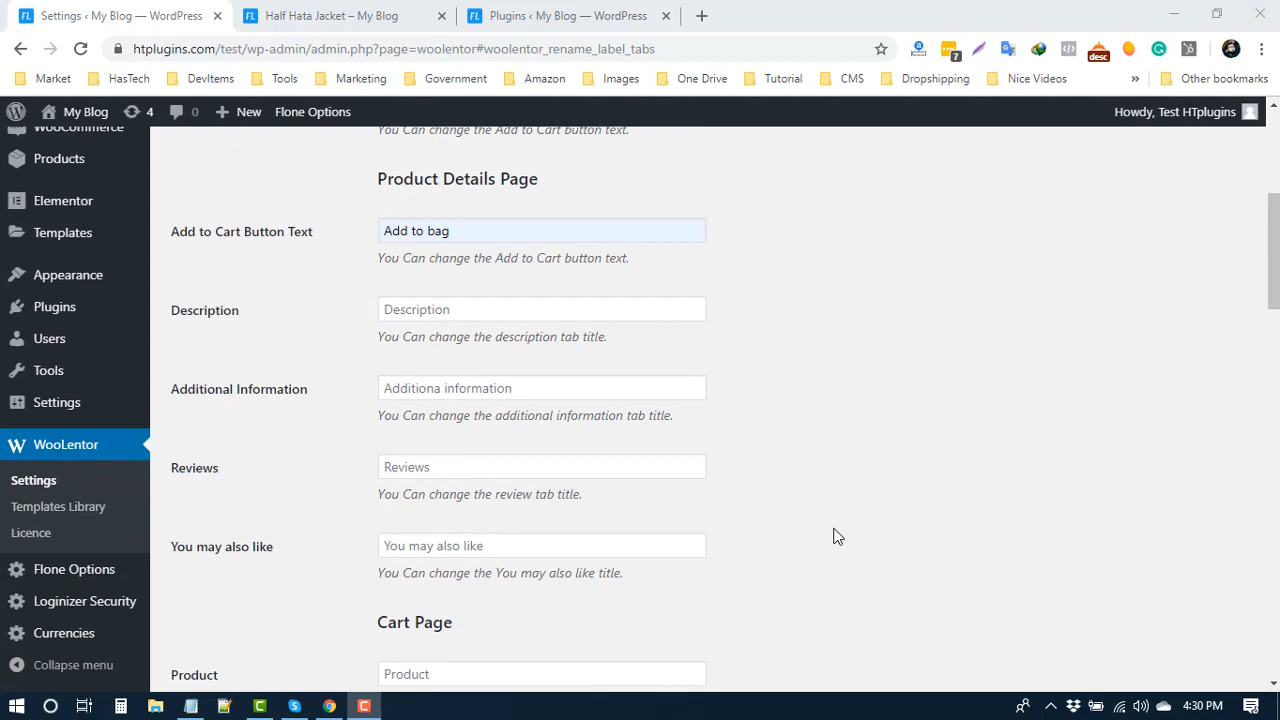 Settings ‹ My Blog — WordPress
Half Hata Jacket – My Blog
Plugins ‹ My Blog — WordPress
htplugins.com/test/wp-admin/admin.php?page=woolentor#woolentor_rename_label_tabs
7
desc
Market
HasTech
DevItems
Tools
Marketing
Government
Amazon
Images
One Drive
Tutorial
CMS
Dropshipping
Nice Videos
»
Other bookmarks
My Blog
4
0
New
Flone Options
Howdy, Test HTplugins
WooCommerce
You Can change the Add to Cart button text.
Products
Product Details Page
Elementor
Templates
Add to Cart Button Text
Add to bag
You Can change the Add to Cart button text.
Appearance
Plugins
Description
Description
You Can change the description tab title.
Users
Tools
Additional Information
Additiona information
Settings
You Can change the additional information tab title.
WooLentor
Reviews
Reviews
Settings
You Can change the review tab title.
Templates Library
Licence
You may also like
You may also like
Flone Options
You Can change the You may also like title.
Loginizer Security
Cart Page
Currencies
Collapse menu
Product
Product
4:30 PM